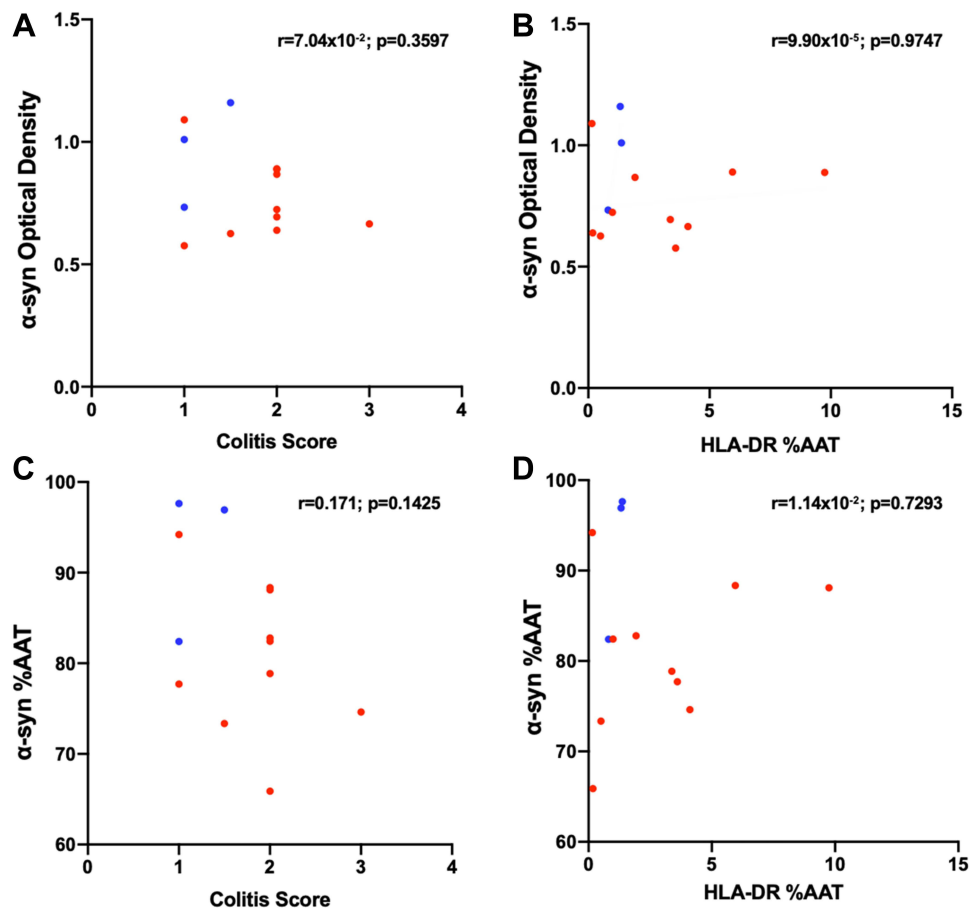 A
r=7.04x10⁻²; p=0.3597
α-syn Optical Density
1.5
1.0
0.5
0.0
0 1 2 3 4
Colitis Score
B
r=9.90x10⁻⁵; p=0.9747
α-syn Optical Density
1.5
1.0
0.5
0.0
0 5 10 15
HLA-DR %AAT
C
r=0.171; p=0.1425
α-syn %AAT
100
90
80
70
60
0 1 2 3 4
Colitis Score
D
r=1.14x10⁻²; p=0.7293
α-syn %AAT
100
90
80
70
60
0 5 10 15
HLA-DR %AAT